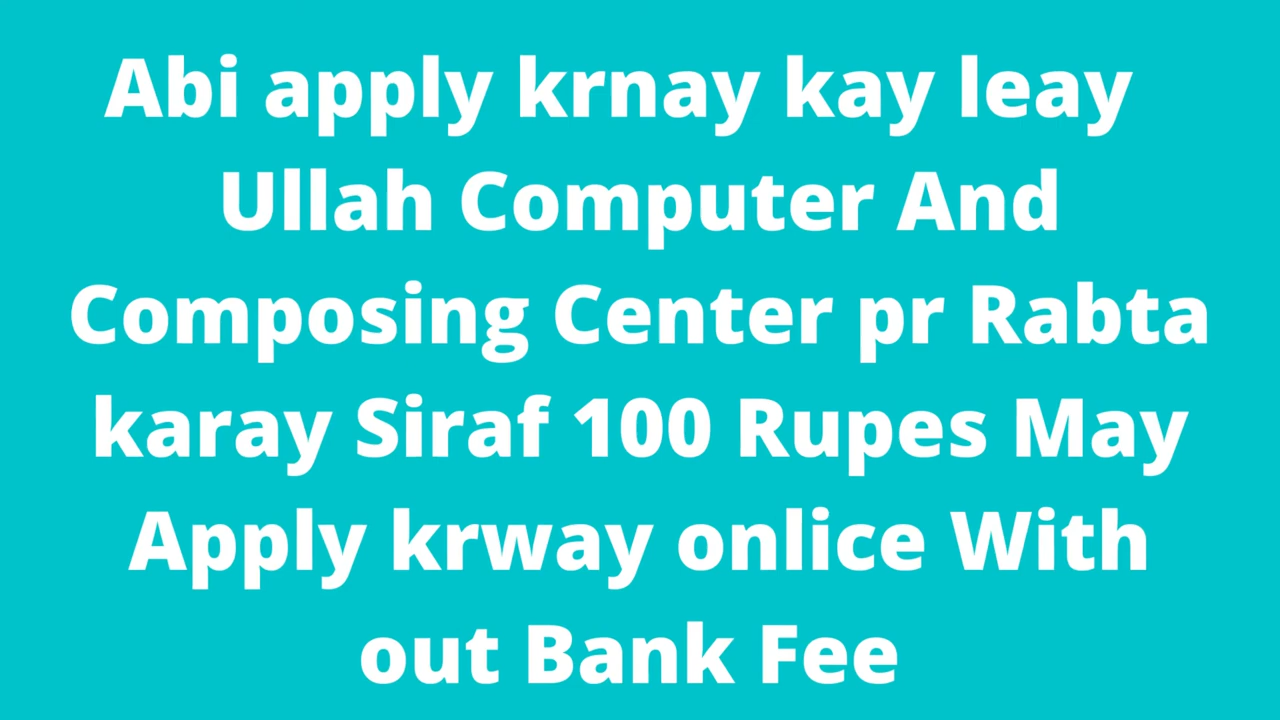 Abi apply krnay kay leay
Ullah Computer And
Composing Center pr Rabta
karay Siraf 100 Rupes May
Apply krway onlice With
out Bank Fee